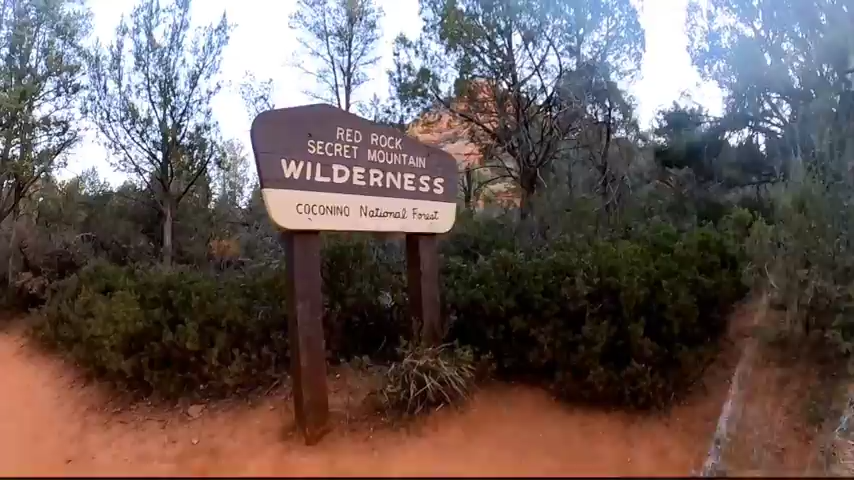 RED ROCK
SECRET MOUNTAIN
WILDERNESS
COCONINO National Forest